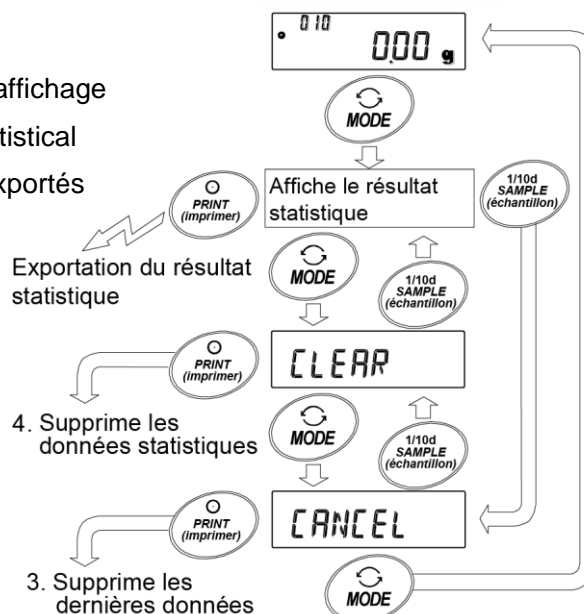 010
0.00 g
affichage
MODE
tistical
xportés
PRINT
(imprimer)
Affiche le résultat
statistique
1/10d
SAMPLE
(échantillon)
Exportation du résultat
statistique
MODE
1/10d
SAMPLE
(échantillon)
PRINT
(imprimer)
CLEAR
4. Supprime les
données statistiques
MODE
1/10d
SAMPLE
(échantillon)
PRINT
(imprimer)
CANCEL
3. Supprime les
dernières données
MODE